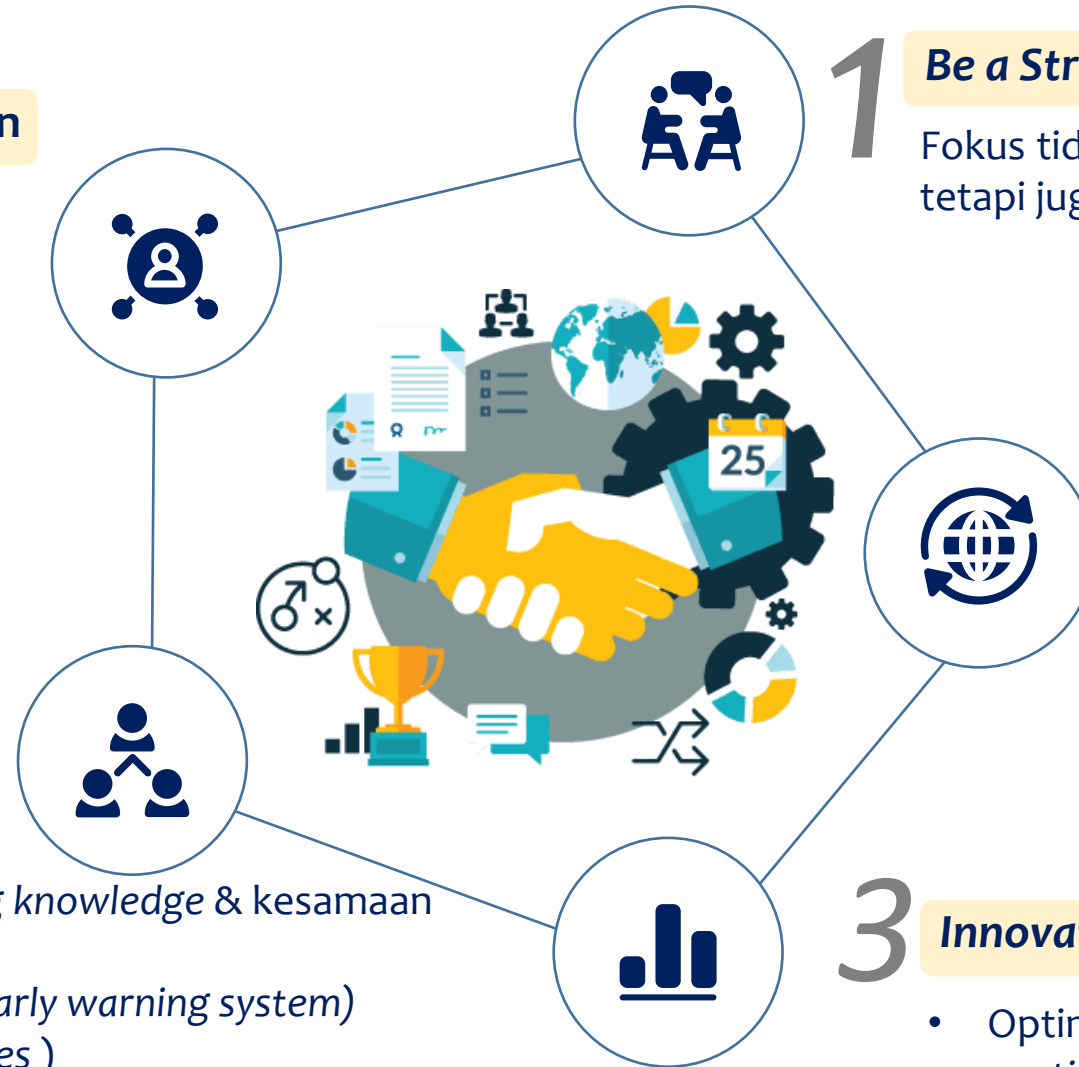 1
Be a Str
n
Fokus tid
tetapi jug
25
g knowledge & kesamaan
3
Innova
arly warning system)
• Optin
es )